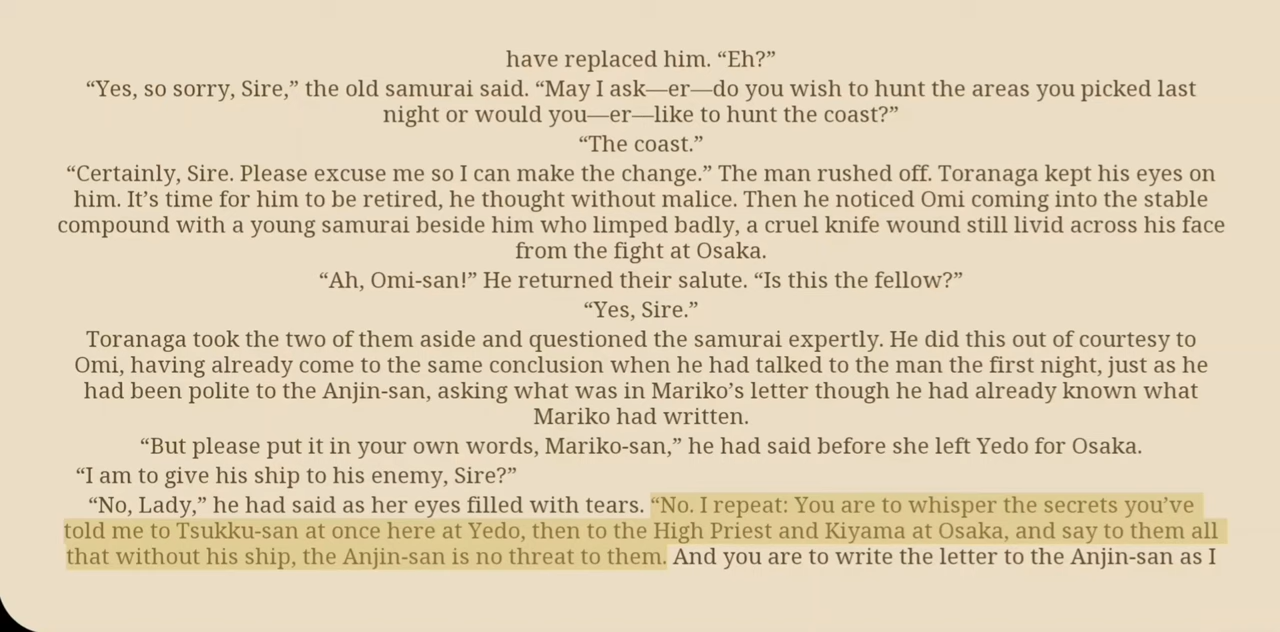 have replaced him. “Eh?”
“Yes, so sorry, Sire,” the old samurai said. “May I ask—er—do you wish to hunt the areas you picked last
night or would you—er—like to hunt the coast?”
“The coast.”
“Certainly, Sire. Please excuse me so I can make the change.” The man rushed off. Toranaga kept his eyes on
him. It’s time for him to be retired, he thought without malice. Then he noticed Omi coming into the stable
compound with a young samurai beside him who limped badly, a cruel knife wound still livid across his face
from the fight at Osaka.
“Ah, Omi-san!” He returned their salute. “Is this the fellow?”
“Yes, Sire.”
Toranaga took the two of them aside and questioned the samurai expertly. He did this out of courtesy to
Omi, having already come to the same conclusion when he had talked to the man the first night, just as he
had been polite to the Anjin-san, asking what was in Mariko’s letter though he had already known what
Mariko had written.
“But please put it in your own words, Mariko-san,” he had said before she left Yedo for Osaka.
“I am to give his ship to his enemy, Sire?”
“No, Lady,” he had said as her eyes filled with tears. “No. I repeat: You are to whisper the secrets you’ve
told me to Tsukku-san at once here at Yedo, then to the High Priest and Kiyama at Osaka, and say to them all
that without his ship, the Anjin-san is no threat to them. And you are to write the letter to the Anjin-san as I